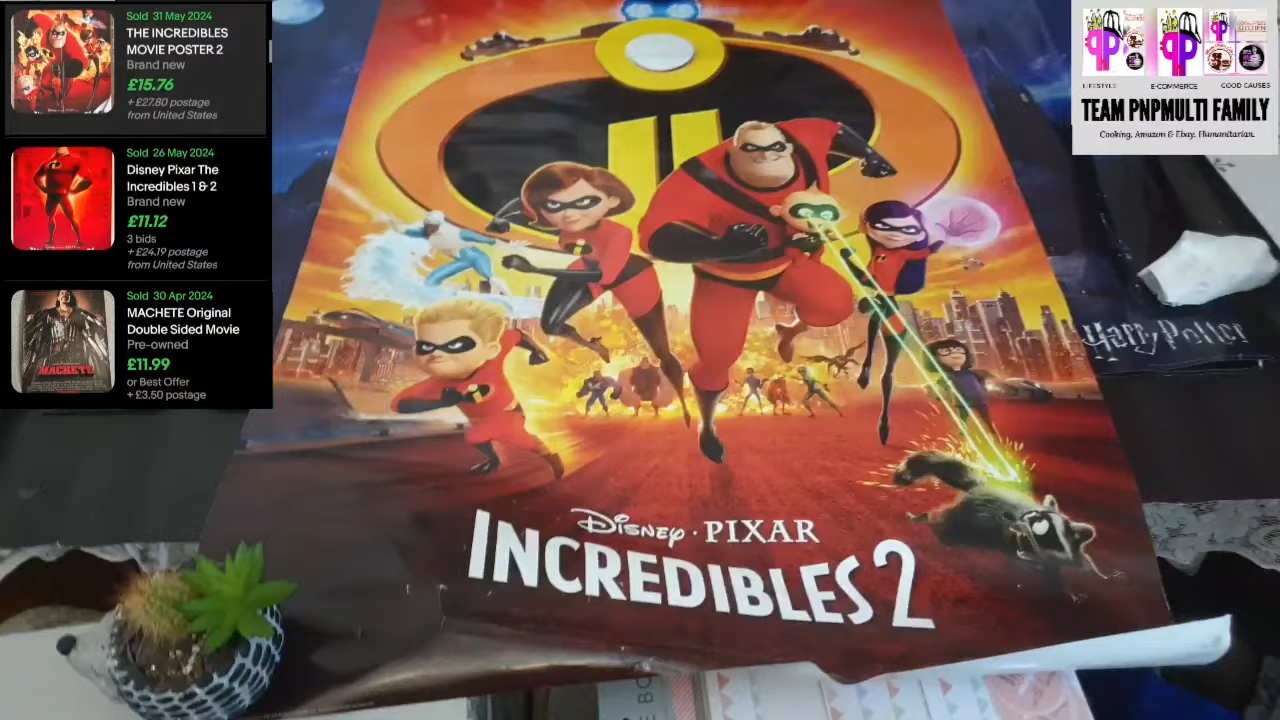 Sold 31 May 2024
THE INCREDIBLES
MOVIE POSTER 2
Brand new
£15.76
+ £27.80 postage
from United States
Sold 26 May 2024
Disney Pixar The
Incredibles 1 & 2
Brand new
£11.12
3 bids
+ £24.19 postage
from United States
Sold 30 Apr 2024
MACHETE Original
Double Sided Movie
Pre-owned
£11.99
or Best Offer
+ £3.50 postage
MACHETE
LIFESTYLE
E-COMMERCE
GOOD CAUSES
TEAM PNPMULTI FAMILY
Cooking. Amazon & Ebay. Humanitarian.
Harry Potter
Disney · PIXAR
INCREDIBLES 2